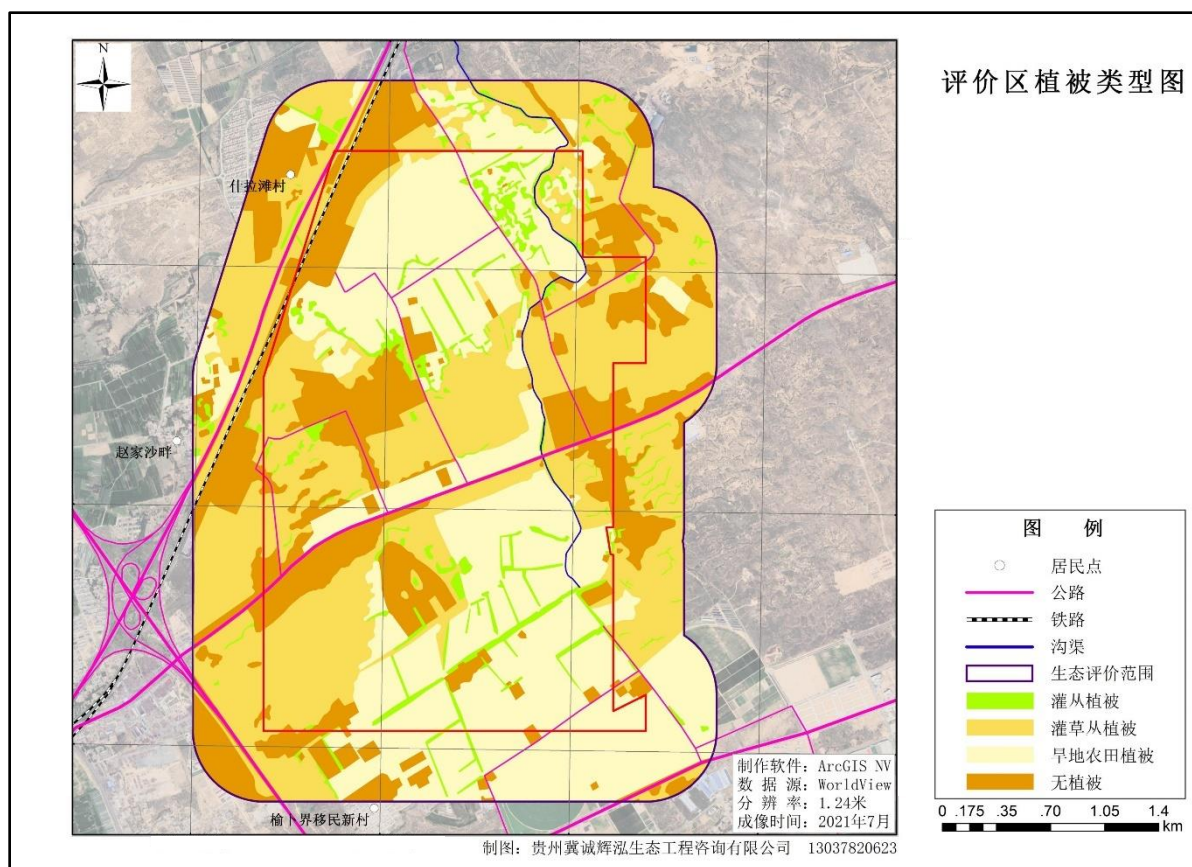 评价区植被类型图
N
什拉滩村
赵家沙畔
榆卜界移民新村
制作软件：ArcGIS NV
数 据 源：WorldView
分 辨 率：1.24米
成像时间：2021年7月
图 例
居民点
公路
铁路
沟渠
生态评价范围
灌从植被
灌草从植被
旱地农田植被
无植被
0 .175 .35 .70 1.05 1.4
km
制图：贵州冀诚辉泓生态工程咨询有限公司 13037820623